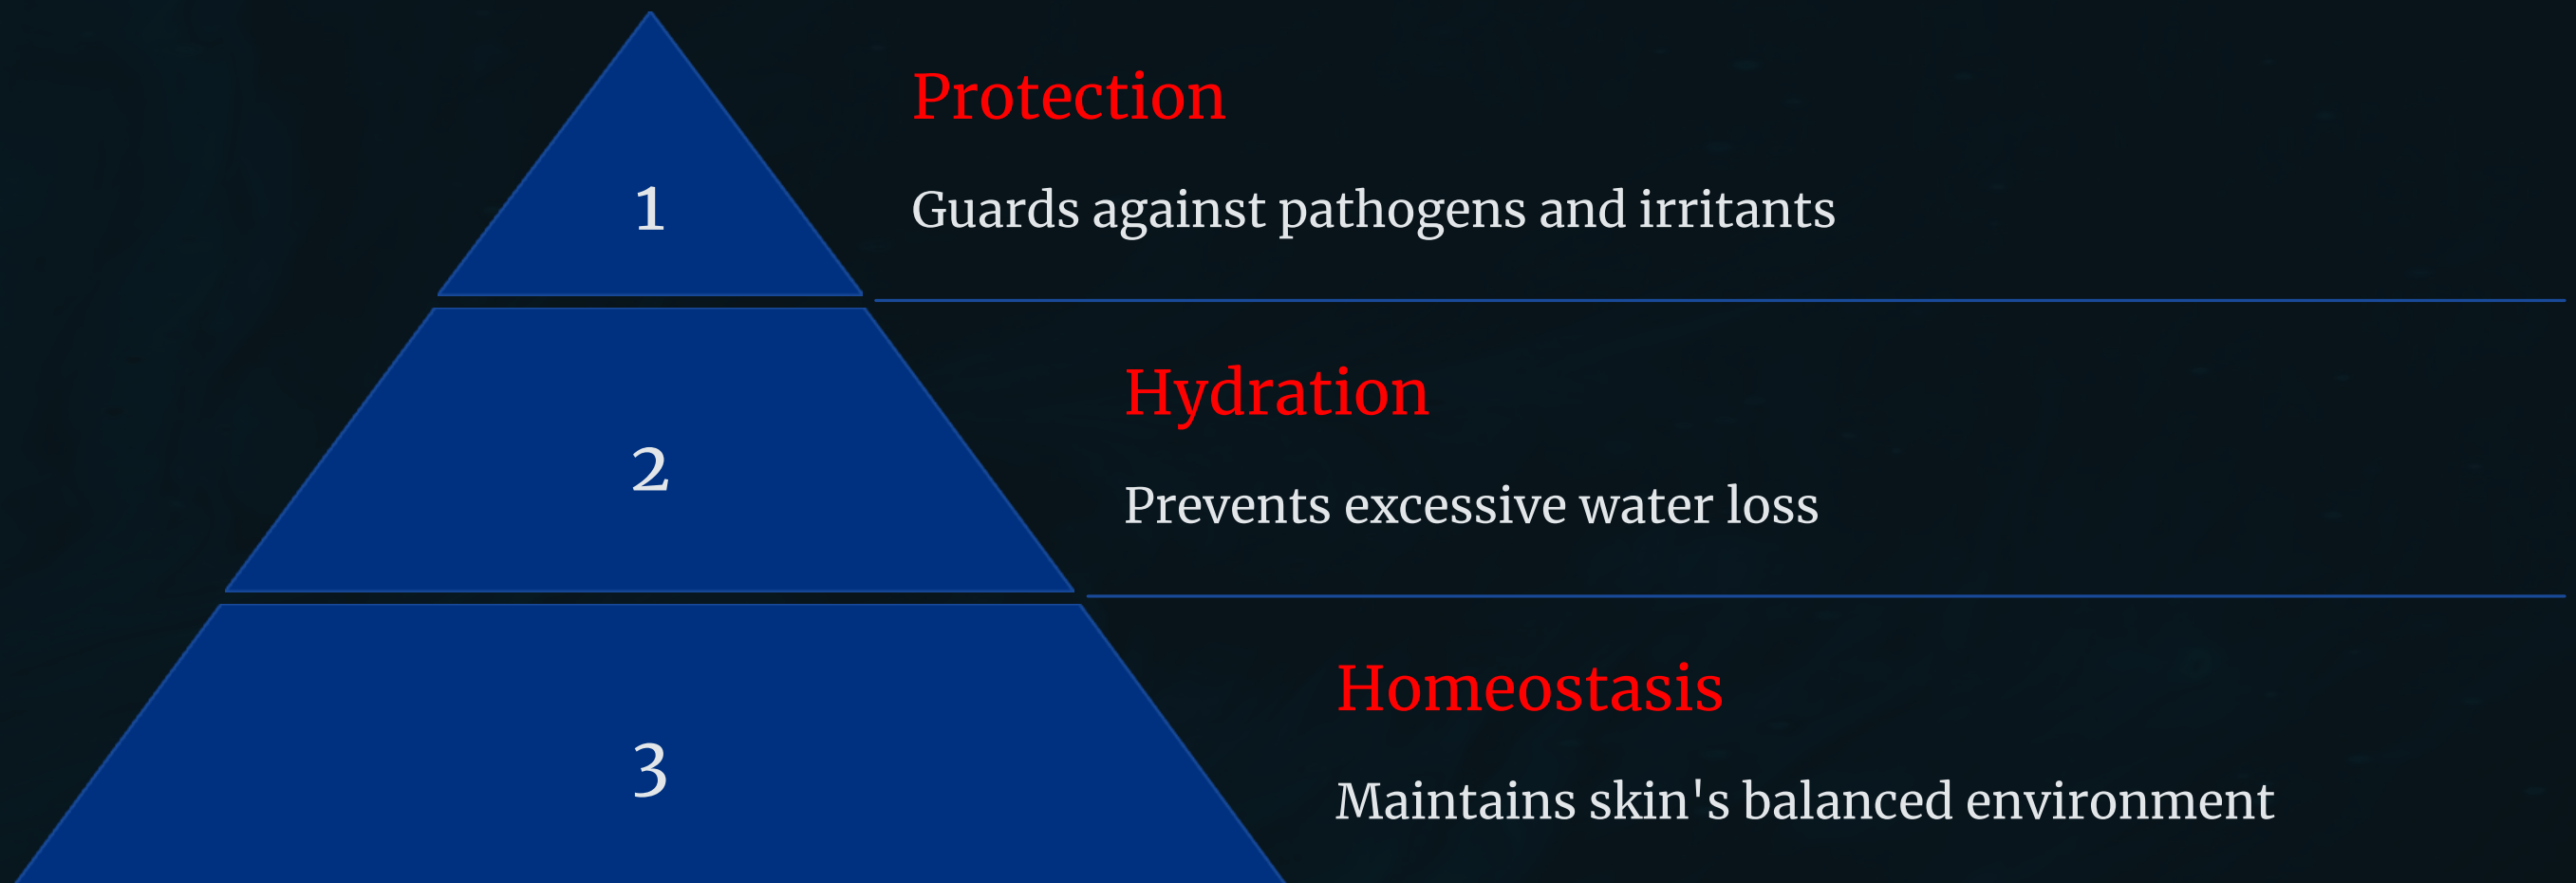 1
Protection
Guards against pathogens and irritants
2
Hydration
Prevents excessive water loss
3
Homeostasis
Maintains skin's balanced environment